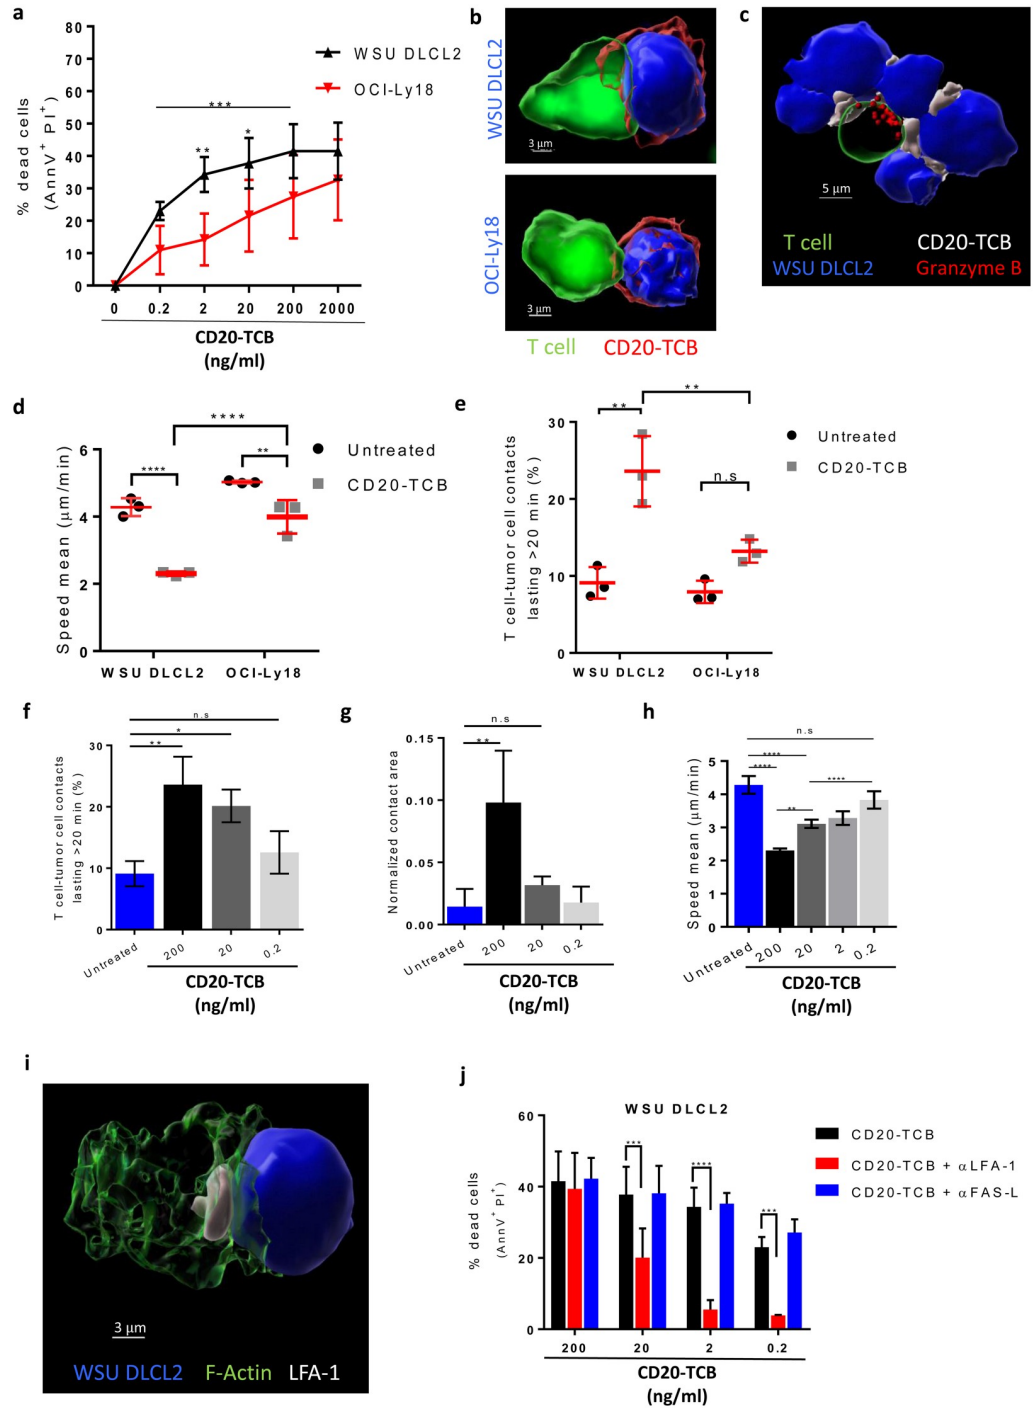 a
80
70
60
50
40
30
20
10
0
% dead cells
(AnnV+ PI+)
***
**
*
WSU DLCL2
OCI-Ly18
0 0.2 2 20 200 2000
CD20-TCB
(ng/ml)
b
WSU DLCL2
3 μm
OCI-Ly18
3 μm
T cell CD20-TCB
c
5 μm
T cell CD20-TCB
WSU DLCL2 Granzyme B
d
Speed mean (μm/min)
6
4
2
0
****
****
**
Untreated
CD20-TCB
WSU DLCL2 OCI-Ly18
e
T cell-tumor cell contacts
lasting >20 min (%)
30
20
10
0
**
**
n.s
Untreated
CD20-TCB
WSU DLCL2 OCI-Ly18
f
T cell-tumor cell contacts
lasting >20 min (%)
30
20
10
0
n.s
*
**
Untreated 200 20 0.2
CD20-TCB
(ng/ml)
g
Normalized contact area
0.15
0.10
0.05
0.00
n.s
**
Untreated 200 20 0.2
CD20-TCB
(ng/ml)
h
Speed mean (μm/min)
5
4
3
2
1
0
n.s
****
****
****
**
Untreated 200 20 2 0.2
CD20-TCB
(ng/ml)
i
3 μm
WSU DLCL2 F-Actin LFA-1
j
WSU DLCL2
% dead cells
(AnnV+ PI+)
60
40
20
0
***
****
***
CD20-TCB
CD20-TCB + αLFA-1
CD20-TCB + αFAS-L
200 20 2 0.2
CD20-TCB
(ng/ml)